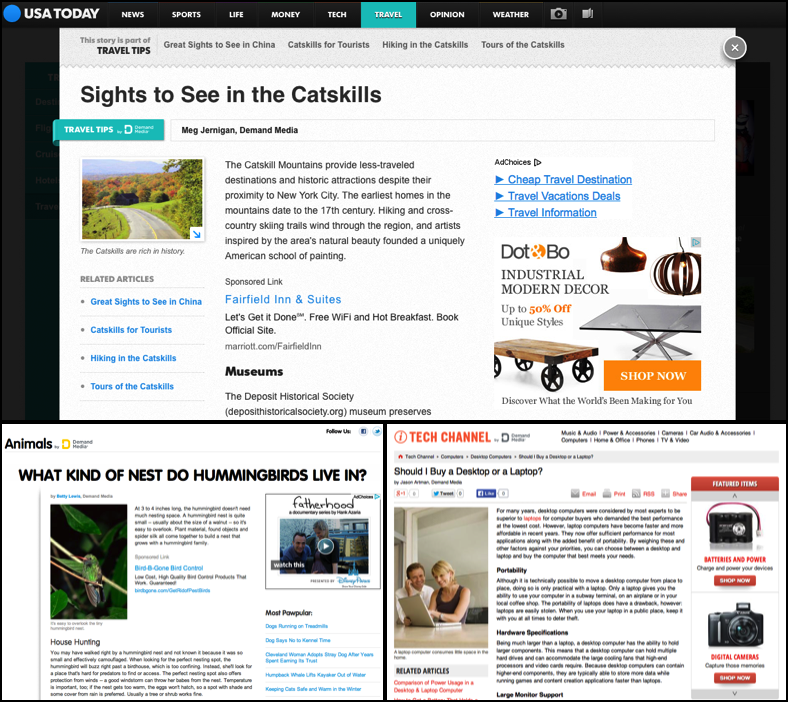 USA TODAY
NEWS SPORTS LIFE MONEY TECH TRAVEL OPINION WEATHER
This story is part of
TRAVEL TIPS
Great Sights to See in China Catskills for Tourists Hiking in the Catskills Tours of the Catskills
Sights to See in the Catskills
TRAVEL TIPS by Demand Media
Meg Jernigan, Demand Media
The Catskills are rich in history.
RELATED ARTICLES
Great Sights to See in China
Catskills for Tourists
Hiking in the Catskills
Tours of the Catskills
The Catskill Mountains provide less-traveled
destinations and historic attractions despite their
proximity to New York City. The earliest homes in the
mountains date to the 17th century. Hiking and cross-
country skiing trails wind through the region, and artists
inspired by the area's natural beauty founded a uniquely
American school of painting.
Sponsored Link
Fairfield Inn & Suites
Let's Get it Done℠. Free WiFi and Hot Breakfast. Book
Official Site.
marriott.com/FairfieldInn
Museums
The Deposit Historical Society
(deposithistoricalsociety.org) museum preserves
AdChoices
Cheap Travel Destination
Travel Vacations Deals
Travel Information
Dot&Bo
INDUSTRIAL
MODERN DECOR
Up to 50% Off
Unique Styles
SHOP NOW
Discover What the World's Been Making for You
Follow Us:
Animals by Demand Media
WHAT KIND OF NEST DO HUMMINGBIRDS LIVE IN?
by Betty Lewis, Demand Media
It's easy to overlook the tiny
hummingbird nest.
At 3 to 4 inches long, the hummingbird doesn't need
much nesting space. A hummingbird nest is quite
small -- usually about the size of a walnut -- so it's
easy to overlook. Plant material, found objects and
spider silk all come together to build a nest that
grows with a hummingbird family.
Sponsored Link
Bird-B-Gone Bird Control
Low Cost, High Quality Bird Control Products That
Work. Guaranteed!
birdbgone.com/GetRidofPestBirds
House Hunting
You may have walked right by a hummingbird nest and not known it because it was so
small and effectively camouflaged. When looking for the perfect nesting spot, the
hummingbird will buzz right past a birdhouse, which is too confining. Instead, she'll look for
a place that's hard for predators to find or access. The perfect nesting spot also offers
protection from winds -- a good windstorm can throw her babes from the nest. Temperature
is important, too; if the nest gets too warm, the eggs won't hatch, so a spot with shade and
some cover from rain is preferred. Usually a tree or shrub works fine.
AdChoices
fatherhood
a documentary series by Hank Azaria
watch this
PRESENTED BY Disney Parks
Most Pawpular:
Dogs Running on Treadmills
Dog Says No to Kennel Time
Cleveland Woman Adopts Stray Dog After Years
Spent Earning Its Trust
Humpback Whale Lifts Kayaker Out of Water
Keeping Cats Safe and Warm in the Winter
TECH CHANNEL by Demand Media
Music & Audio | Power & Accessories | Cameras | Car Audio & Accessories |
Computers | Home & Office | Phones | TV & Video
Tech Channel » Computers » Desktop Computers » Should I Buy a Desktop or a Laptop?
Should I Buy a Desktop or a Laptop?
by Jason Artman, Demand Media
+1 0 Tweet 0 Like 0 Email Print RSS Share
A laptop computer consumes little space in the
home.
RELATED ARTICLES
Comparison of Power Usage in a
Desktop & Laptop Computer
For many years, desktop computers were considered by most experts to be
superior to laptops for computer buyers who demanded the best performance
at the lowest cost. However, laptop computers have become faster and more
affordable in recent years. They now offer sufficient performance for most
applications along with the added benefit of portability. By weighing these and
other factors against your priorities, you can choose between a desktop and
laptop and buy the computer that best meets your needs.
Portability
Although it is technically possible to move a desktop computer from place to
place, doing so is only practical with a laptop. Only a laptop gives you the
ability to use your computer in a subway terminal, on an airplane or in your
local coffee shop. The portability of laptops does have a drawback, however:
laptops are easily stolen. When you use your laptop in a public place, keep it
with you at all times to deter theft.
Hardware Specifications
Being much larger than a laptop, a desktop computer has the ability to hold
larger components. This means that a desktop computer can hold multiple
hard drives and can accommodate the large cooling fans that high-end
processors and video cards require. Because desktop computers can contain
higher-end components, they are typically able to store more data while
running games and content creation applications faster than laptops.
Large Monitor Support
FEATURED ITEMS
BATTERIES AND POWER
Charge and power your devices
SHOP NOW
DIGITAL CAMERAS
Capture those memories
SHOP NOW